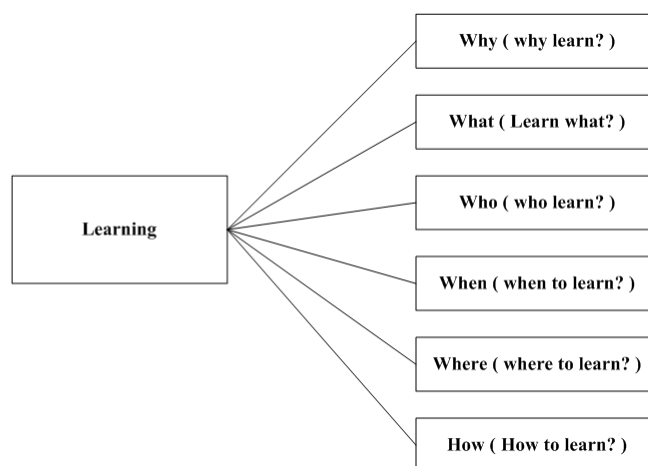 Why ( why learn? )
What ( Learn what? )
Who ( who learn? )
Learning
When ( when to learn? )
Where ( where to learn? )
How ( How to learn? )